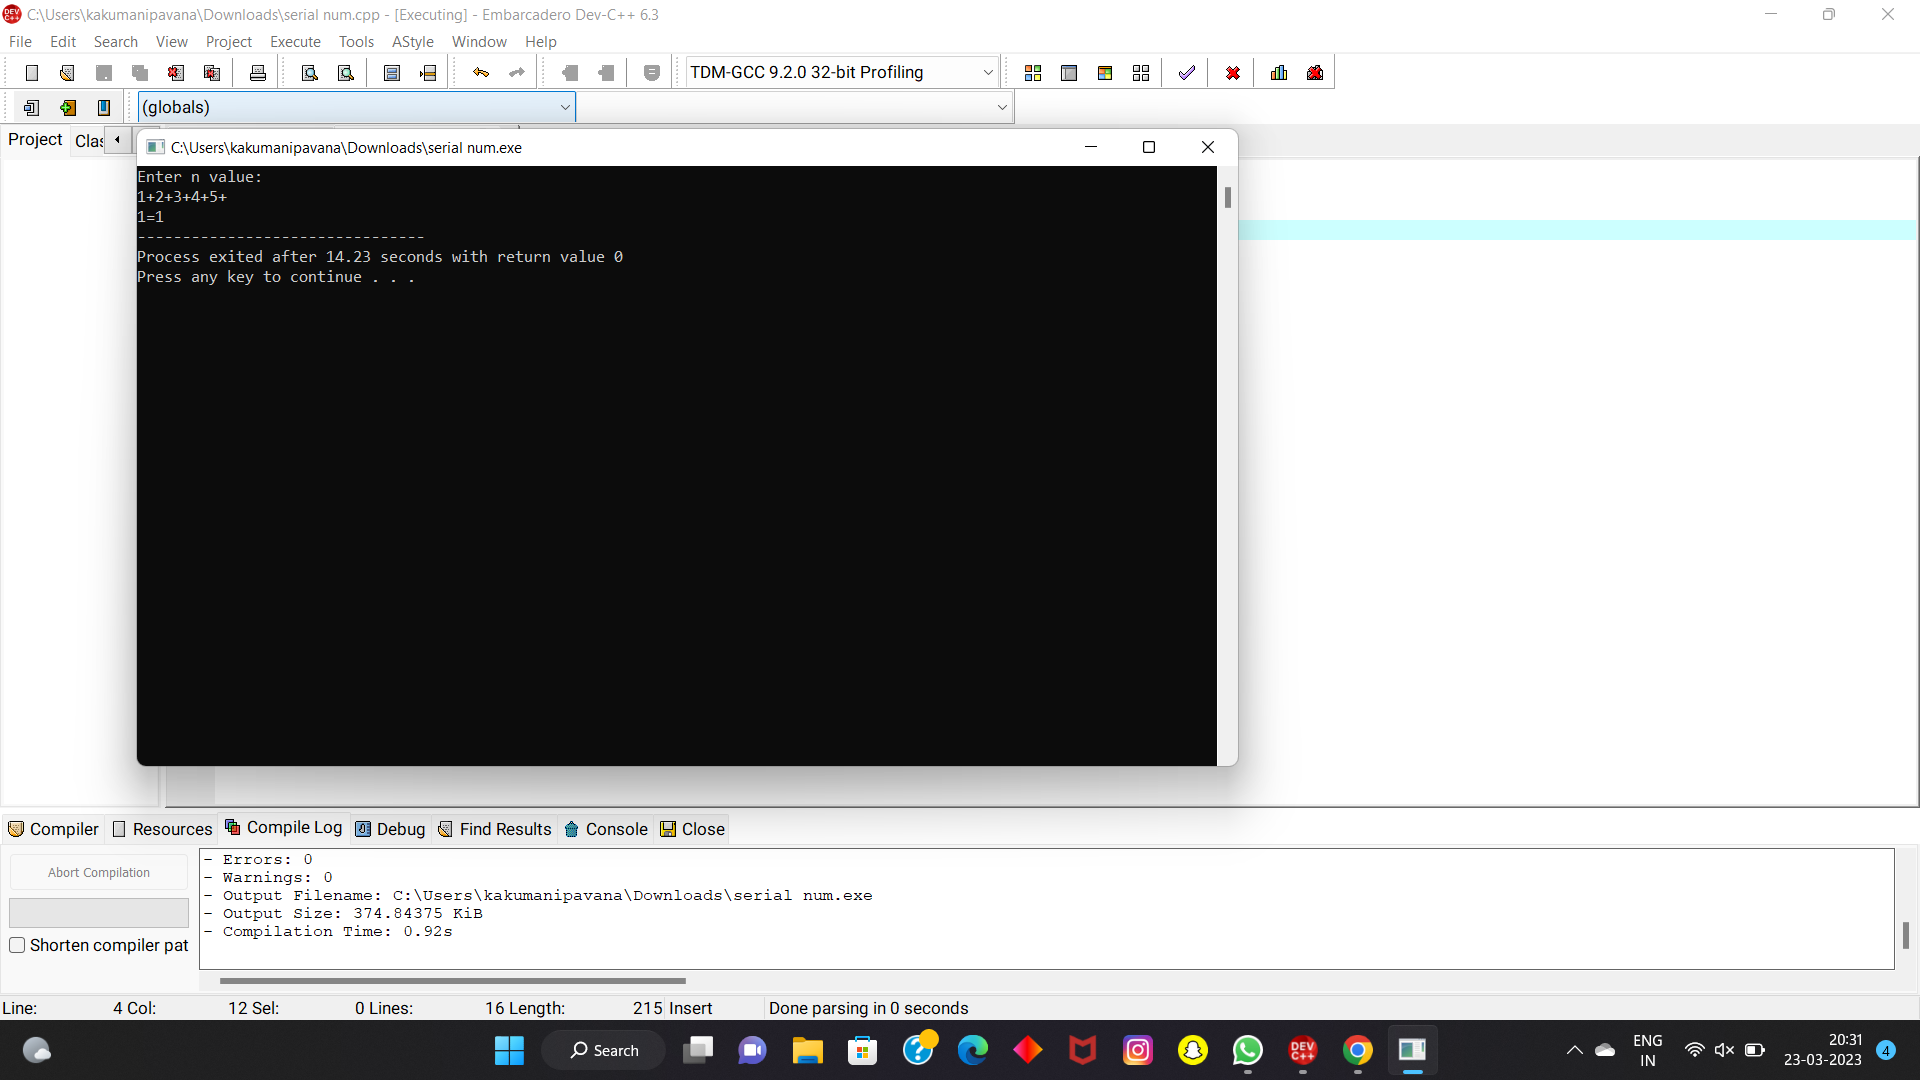 C:\Users\kakumanipavana\Downloads\serial num.cpp - [Executing] - Embarcadero Dev-C++ 6.3
File Edit Search View Project Execute Tools AStyle Window Help
TDM-GCC 9.2.0 32-bit Profiling
(globals)
Project Clas
C:\Users\kakumanipavana\Downloads\serial num.exe
Enter n value:
1+2+3+4+5+
1=1
--------------------------------
Process exited after 14.23 seconds with return value 0
Press any key to continue . . .
Compiler Resources Compile Log Debug Find Results Console Close
Abort Compilation
Shorten compiler pat
- Errors: 0
- Warnings: 0
- Output Filename: C:\Users\kakumanipavana\Downloads\serial num.exe
- Output Size: 374.84375 KiB
- Compilation Time: 0.92s
Line: 4 Col: 12 Sel: 0 Lines: 16 Length: 215 Insert Done parsing in 0 seconds
Search
DEV C++
ENG
IN
20:31
23-03-2023
4